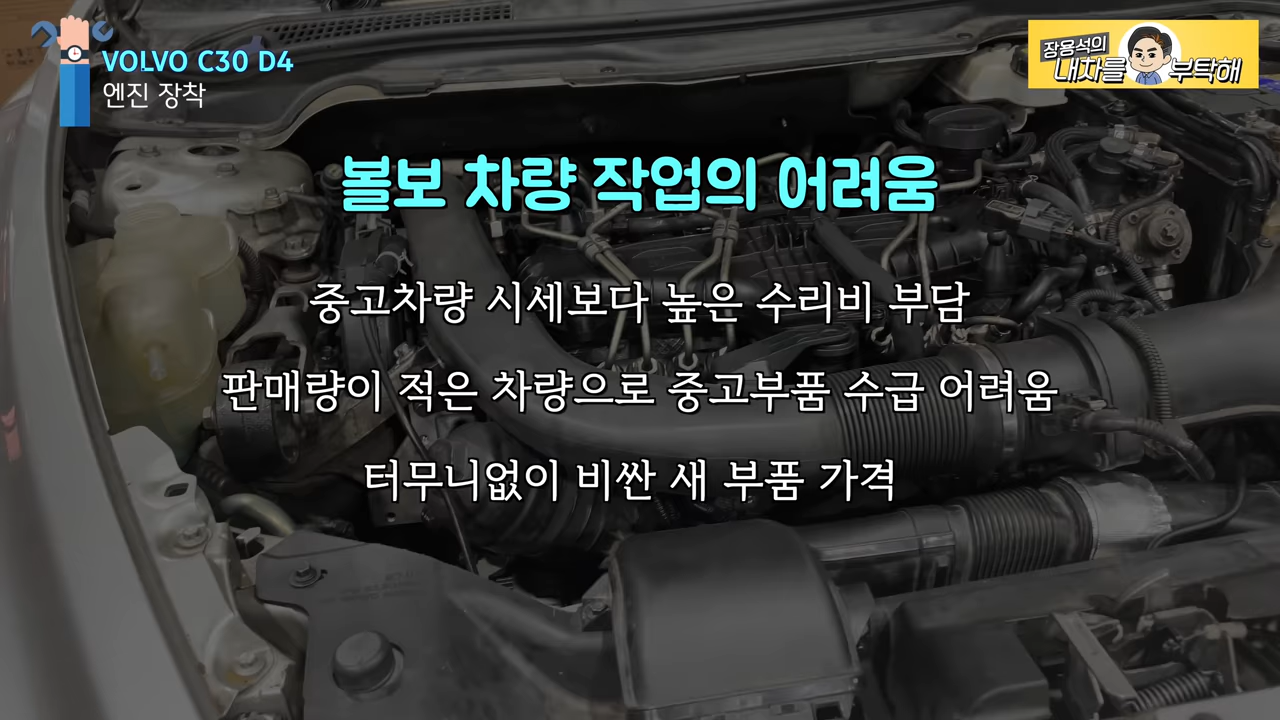 VOLVO C30 D4
엔진 장착
장용석의
내차를 부탁해
볼보 차량 작업의 어려움
중고차량 시세보다 높은 수리비 부담
판매량이 적은 차량으로 중고부품 수급 어려움
터무니없이 비싼 새 부품 가격